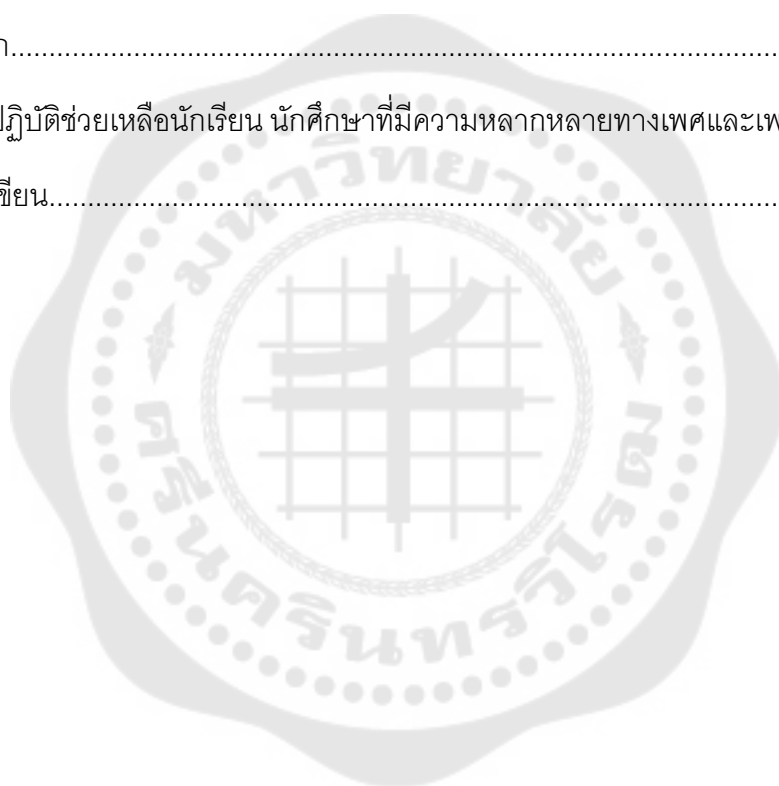 า....................................................................................................
ปฏิบัติช่วยเหลือนักเรียน นักศึกษาที่มีความหลากหลายทางเพศและเพ
เขียน...............................................................................................
มหาวิทยาลัย
ศรีนครินทรวิโรฒ